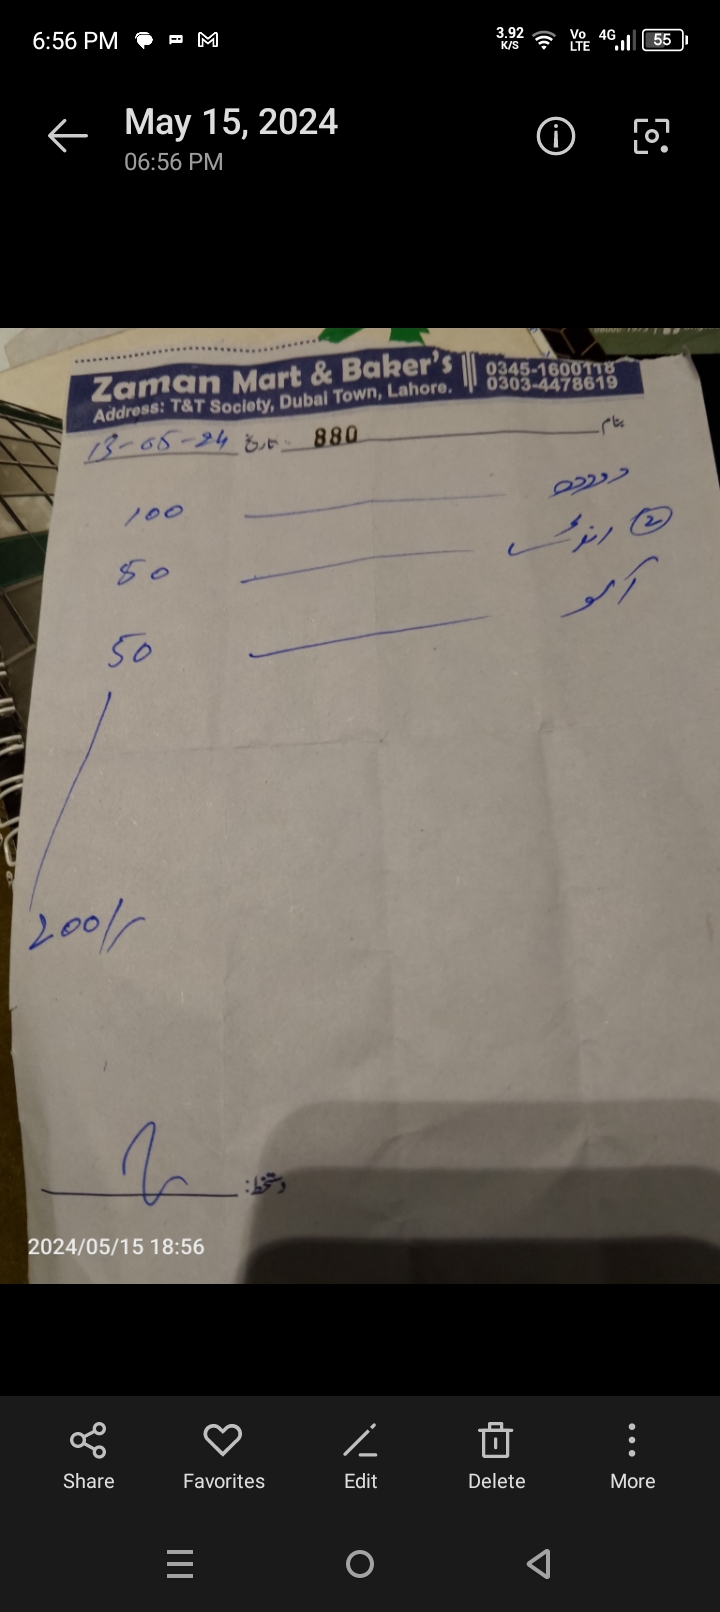 6:56 PM 3.92 K/S Vo LTE 4G 55
May 15, 2024
06:56 PM
Zaman Mart & Baker's
0345-1600118
0303-4478619
Address: T&T Society, Dubai Town, Lahore.
بنام 880 تاریخ 13-05-24
100
② 50
آلو 50
200/-
دستخط:
2024/05/15 18:56
Share Favorites Edit Delete More